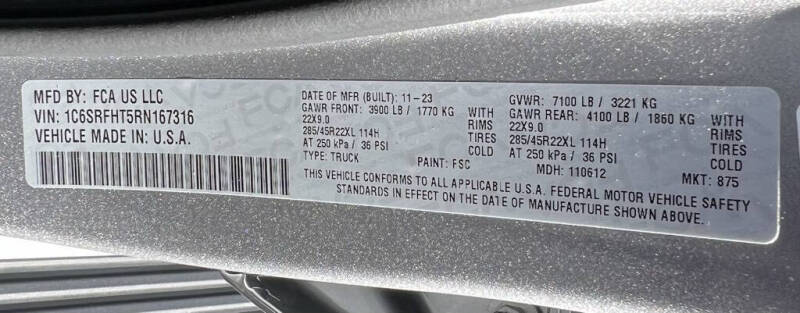 MFD BY: FCA US LLC
VIN: 1C6SRFHT5RN167316
VEHICLE MADE IN: U.S.A.
DATE OF MFR (BUILT): 11-23
GAWR FRONT: 3900 LB / 1770 KG WITH
22X9.0 RIMS
285/45R22XL 114H TIRES
AT 250 kPa / 36 PSI COLD
TYPE: TRUCK PAINT: FSC
GVWR: 7100 LB / 3221 KG
GAWR REAR: 4100 LB / 1860 KG WITH
22X9.0 RIMS
285/45R22XL 114H TIRES
AT 250 kPa / 36 PSI COLD
MDH: 110612 MKT: 875
THIS VEHICLE CONFORMS TO ALL APPLICABLE U.S.A. FEDERAL MOTOR VEHICLE SAFETY
STANDARDS IN EFFECT ON THE DATE OF MANUFACTURE SHOWN ABOVE.